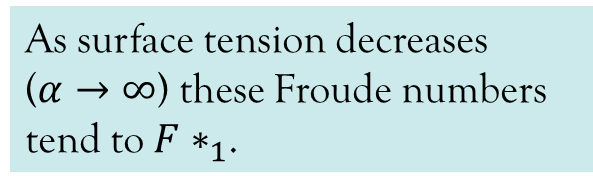 As surface tension decreases
(𝛼 → ∞) these Froude numbers
tend to 𝐹 ∗₁.